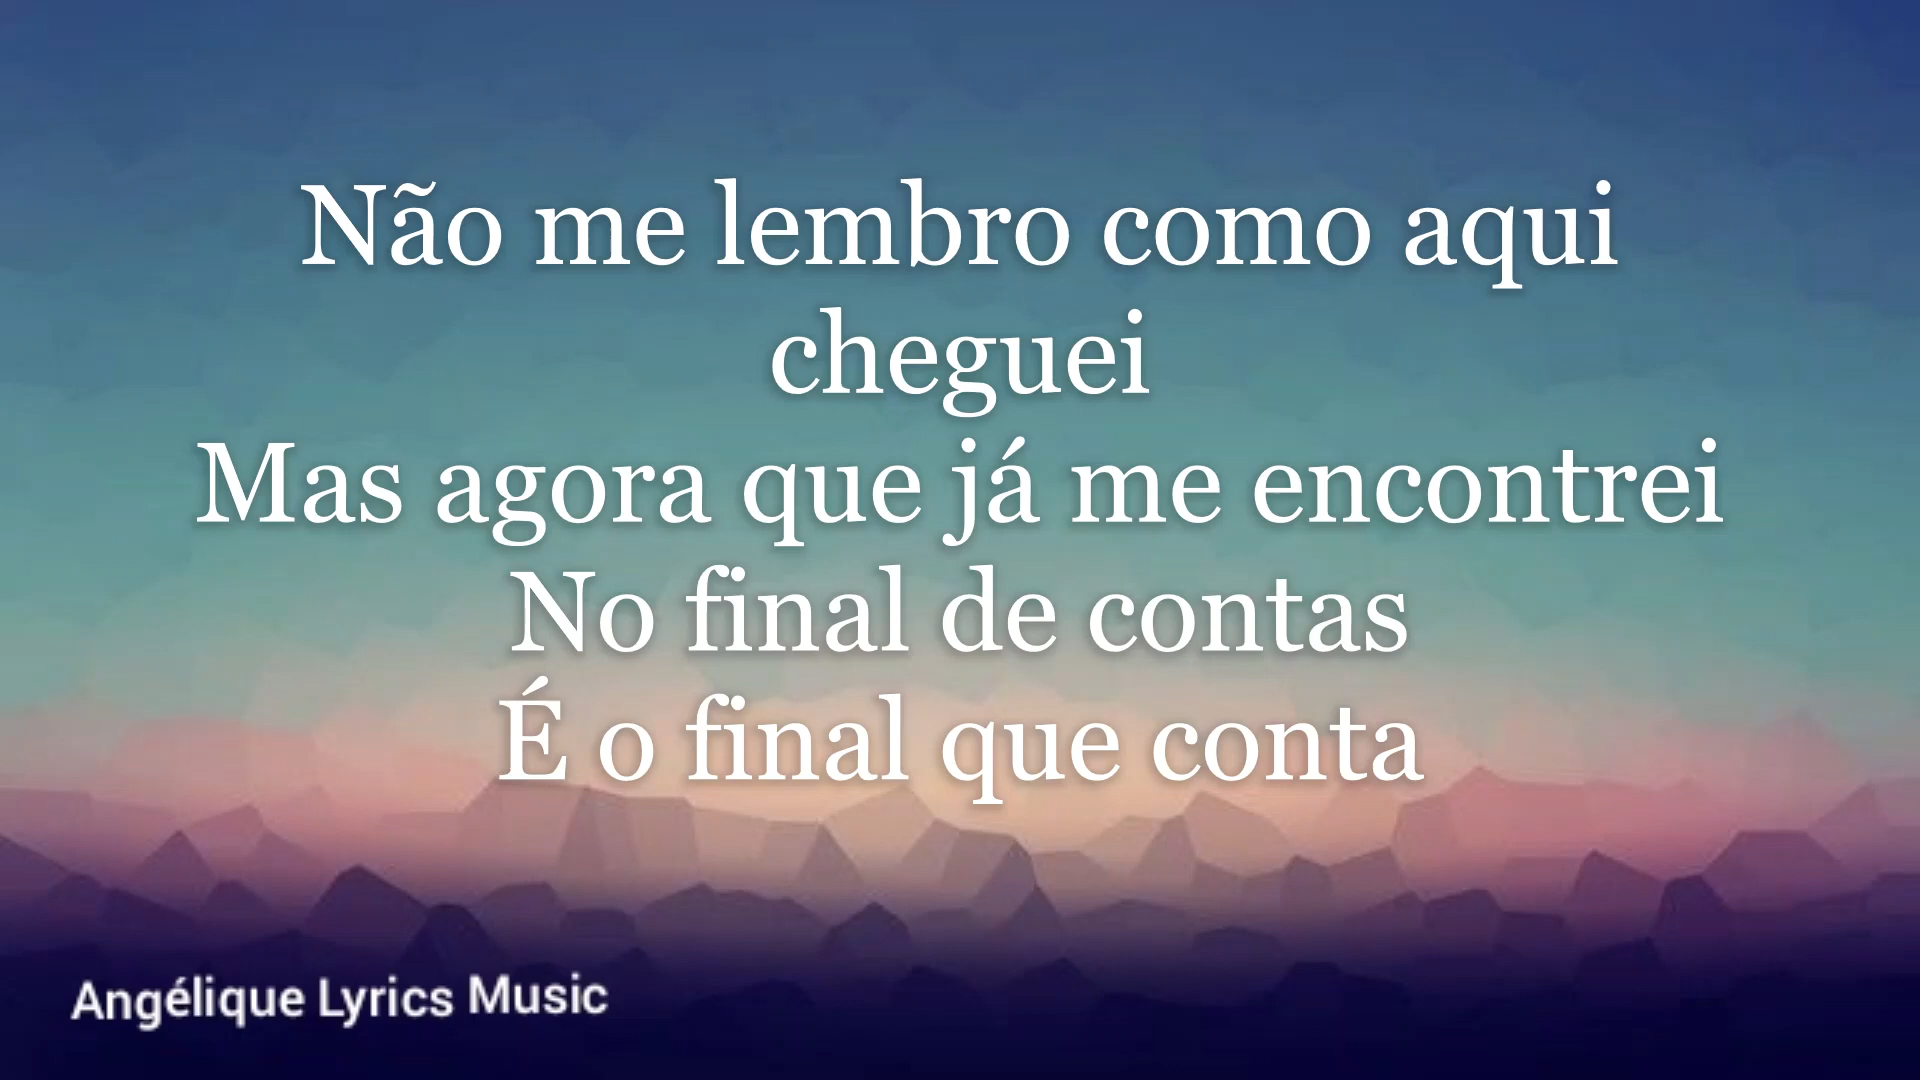 Não me lembro como aqui
cheguei
Mas agora que já me encontrei
No final de contas
É o final que conta
Angélique Lyrics Music